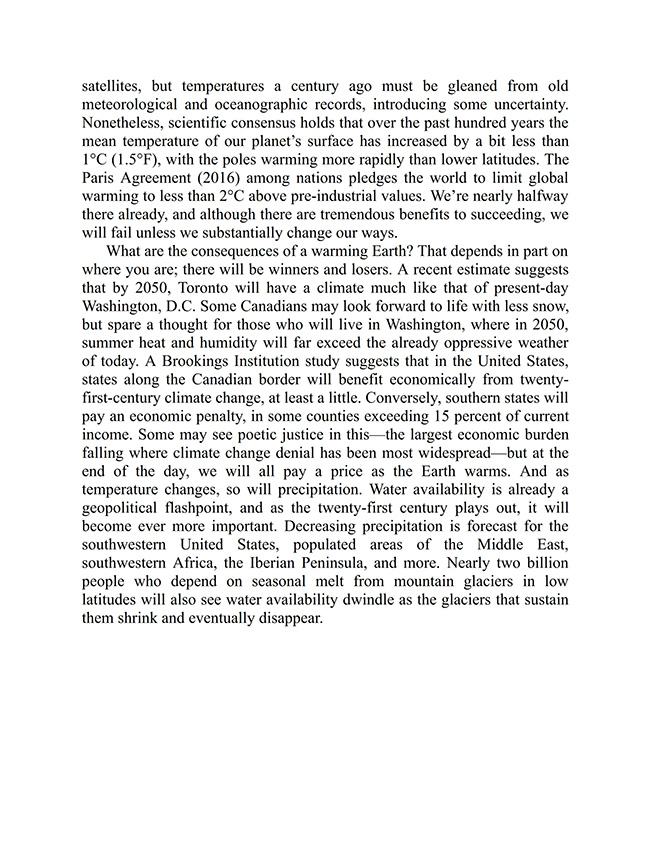 satellites, but temperatures a century ago must be gleaned from old
meteorological and oceanographic records, introducing some uncertainty.
Nonetheless, scientific consensus holds that over the past hundred years the
mean temperature of our planet’s surface has increased by a bit less than
1°C (1.5°F), with the poles warming more rapidly than lower latitudes. The
Paris Agreement (2016) among nations pledges the world to limit global
warming to less than 2°C above pre-industrial values. We’re nearly halfway
there already, and although there are tremendous benefits to succeeding, we
will fail unless we substantially change our ways.
What are the consequences of a warming Earth? That depends in part on
where you are; there will be winners and losers. A recent estimate suggests
that by 2050, Toronto will have a climate much like that of present-day
Washington, D.C. Some Canadians may look forward to life with less snow,
but spare a thought for those who will live in Washington, where in 2050,
summer heat and humidity will far exceed the already oppressive weather
of today. A Brookings Institution study suggests that in the United States,
states along the Canadian border will benefit economically from twenty-
first-century climate change, at least a little. Conversely, southern states will
pay an economic penalty, in some counties exceeding 15 percent of current
income. Some may see poetic justice in this—the largest economic burden
falling where climate change denial has been most widespread—but at the
end of the day, we will all pay a price as the Earth warms. And as
temperature changes, so will precipitation. Water availability is already a
geopolitical flashpoint, and as the twenty-first century plays out, it will
become ever more important. Decreasing precipitation is forecast for the
southwestern United States, populated areas of the Middle East,
southwestern Africa, the Iberian Peninsula, and more. Nearly two billion
people who depend on seasonal melt from mountain glaciers in low
latitudes will also see water availability dwindle as the glaciers that sustain
them shrink and eventually disappear.